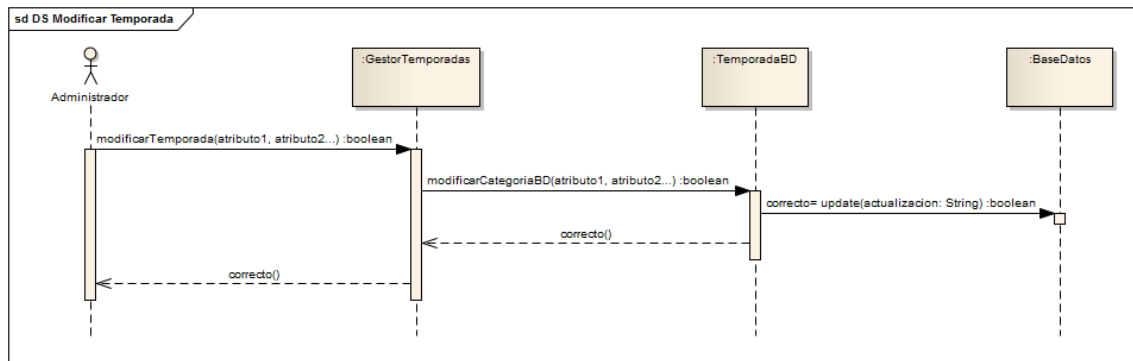 sd DS Modificar Temporada
Administrador
:GestorTemporadas
:TemporadaBD
:BaseDatos
modificarTemporada(atributo1, atributo2...) :boolean
modificarCategoriaBD(atributo1, atributo2...) :boolean
correcto= update(actualizacion: String) :boolean
correcto()
correcto()